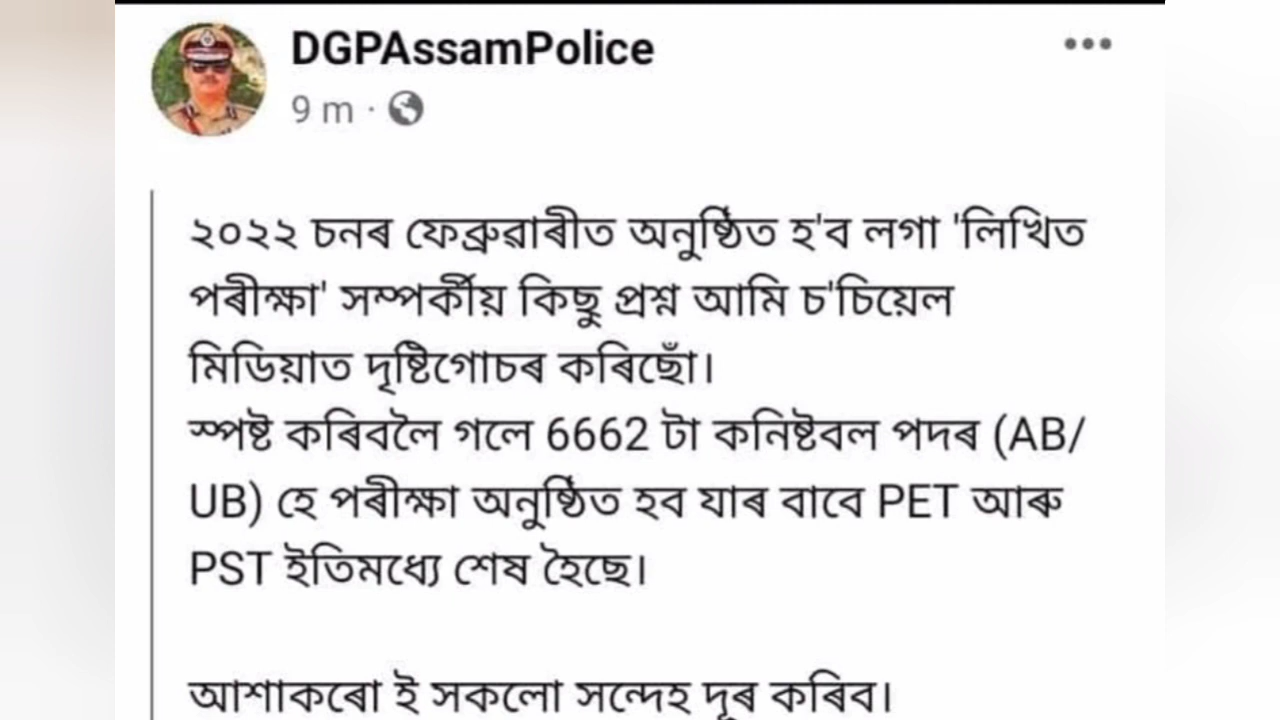 DGPAssamPolice
9 m ·
২০২২ চনৰ ফেব্ৰুৱাৰীত অনুষ্ঠিত হ'ব লগা 'লিখিত
পৰীক্ষা' সম্পৰ্কীয় কিছু প্ৰশ্ন আমি চ'চিয়েল
মিডিয়াত দৃষ্টিগোচৰ কৰিছোঁ।
স্পষ্ট কৰিবলৈ গলে 6662 টা কনিষ্টবল পদৰ (AB/
UB) হে পৰীক্ষা অনুষ্ঠিত হব যাৰ বাবে PET আৰু
PST ইতিমধ্যে শেষ হৈছে।
আশাকৰো ই সকলো সন্দেহ দূৰ কৰিব।